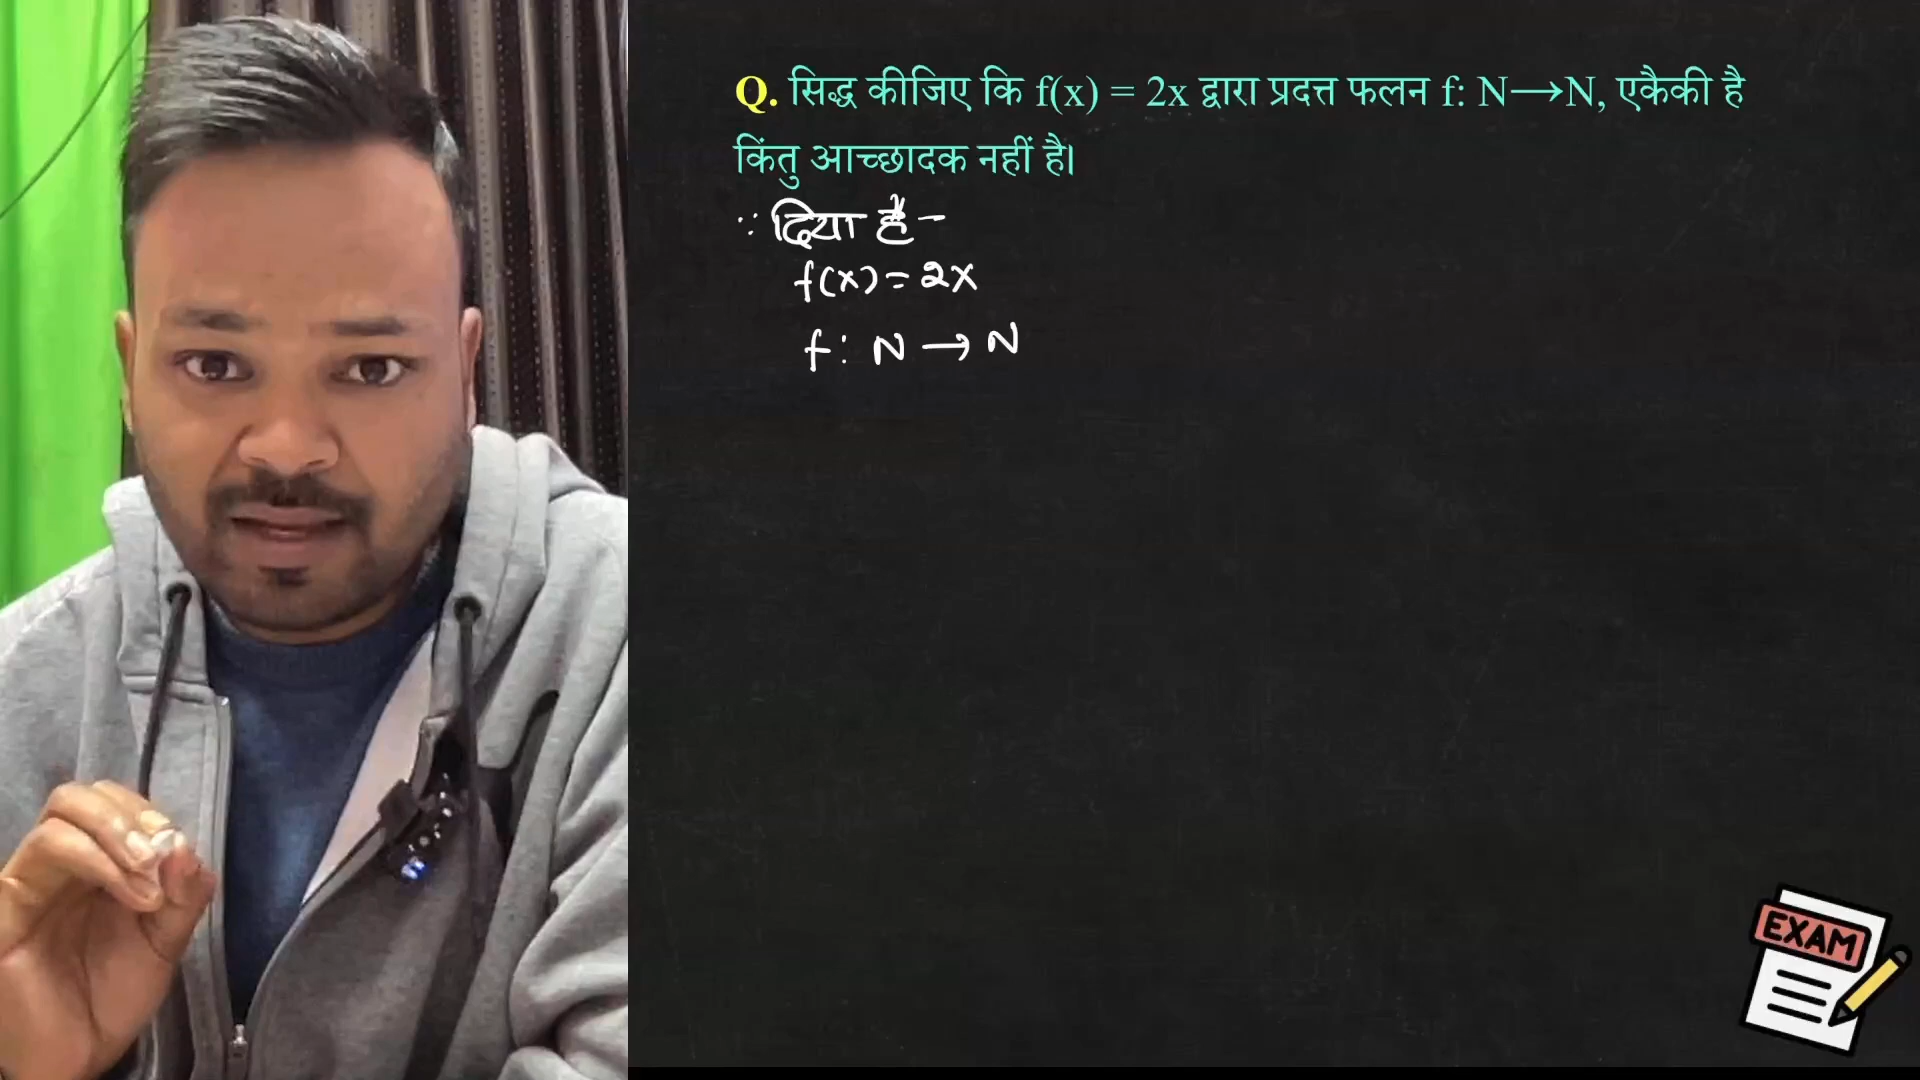 Q. सिद्ध कीजिए कि f(x) = 2x द्वारा प्रदत्त फलन f: N⟶N, एकैकी है
किंतु आच्छादक नहीं है।
∵ दिया है -
f(x) = 2x
f: N → N
EXAM